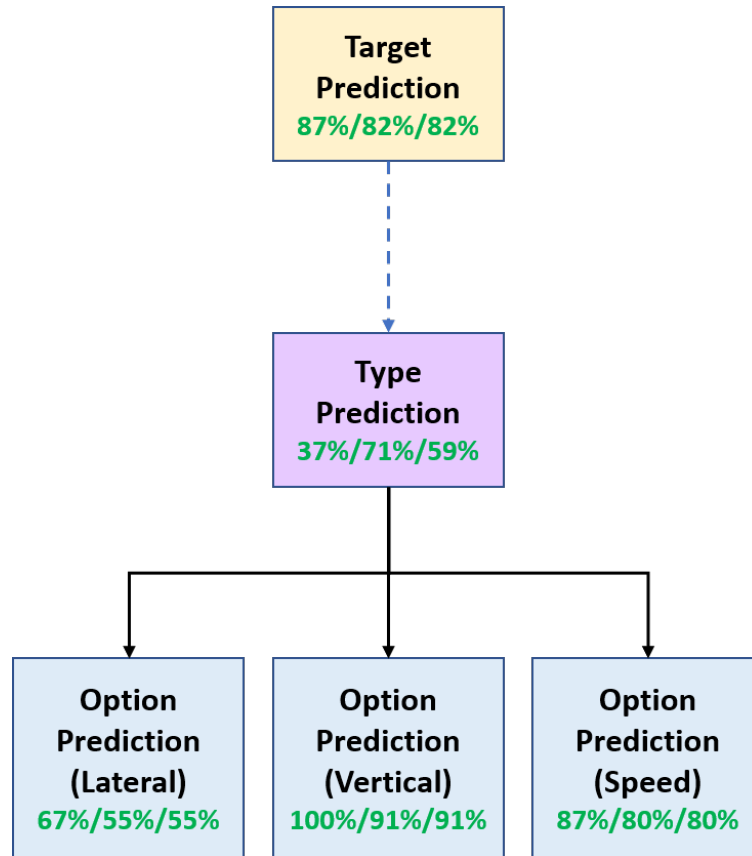 Target
Prediction
87%/82%/82%
Type
Prediction
37%/71%/59%
Option
Prediction
(Lateral)
67%/55%/55%
Option
Prediction
(Vertical)
100%/91%/91%
Option
Prediction
(Speed)
87%/80%/80%